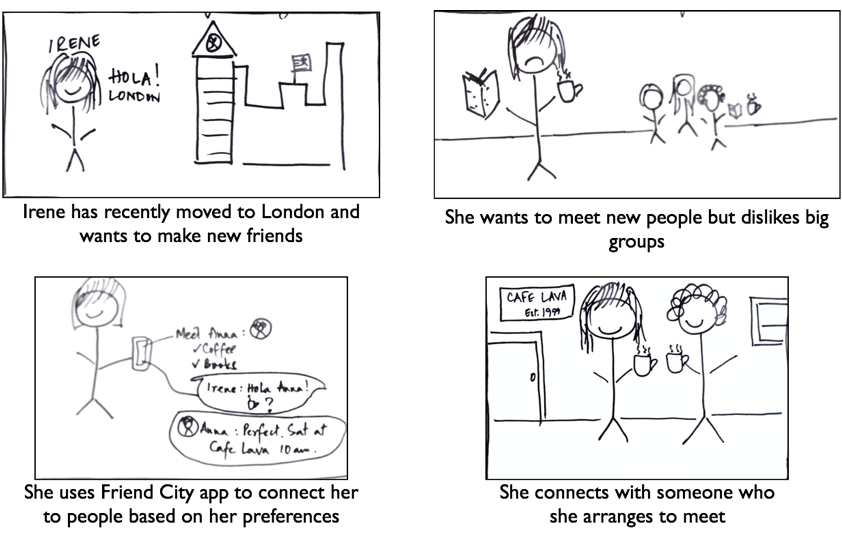 IRENE
HOLA!
LONDON
Irene has recently moved to London and
wants to make new friends
She wants to meet new people but dislikes big
groups
Meet Anna:
✓Coffee
✓Books
Irene: Hola Anna!
?
Anna: Perfect. Sat at
Cafe Lava 10am.
She uses Friend City app to connect her
to people based on her preferences
CAFE LAVA
Est. 1999
She connects with someone who
she arranges to meet